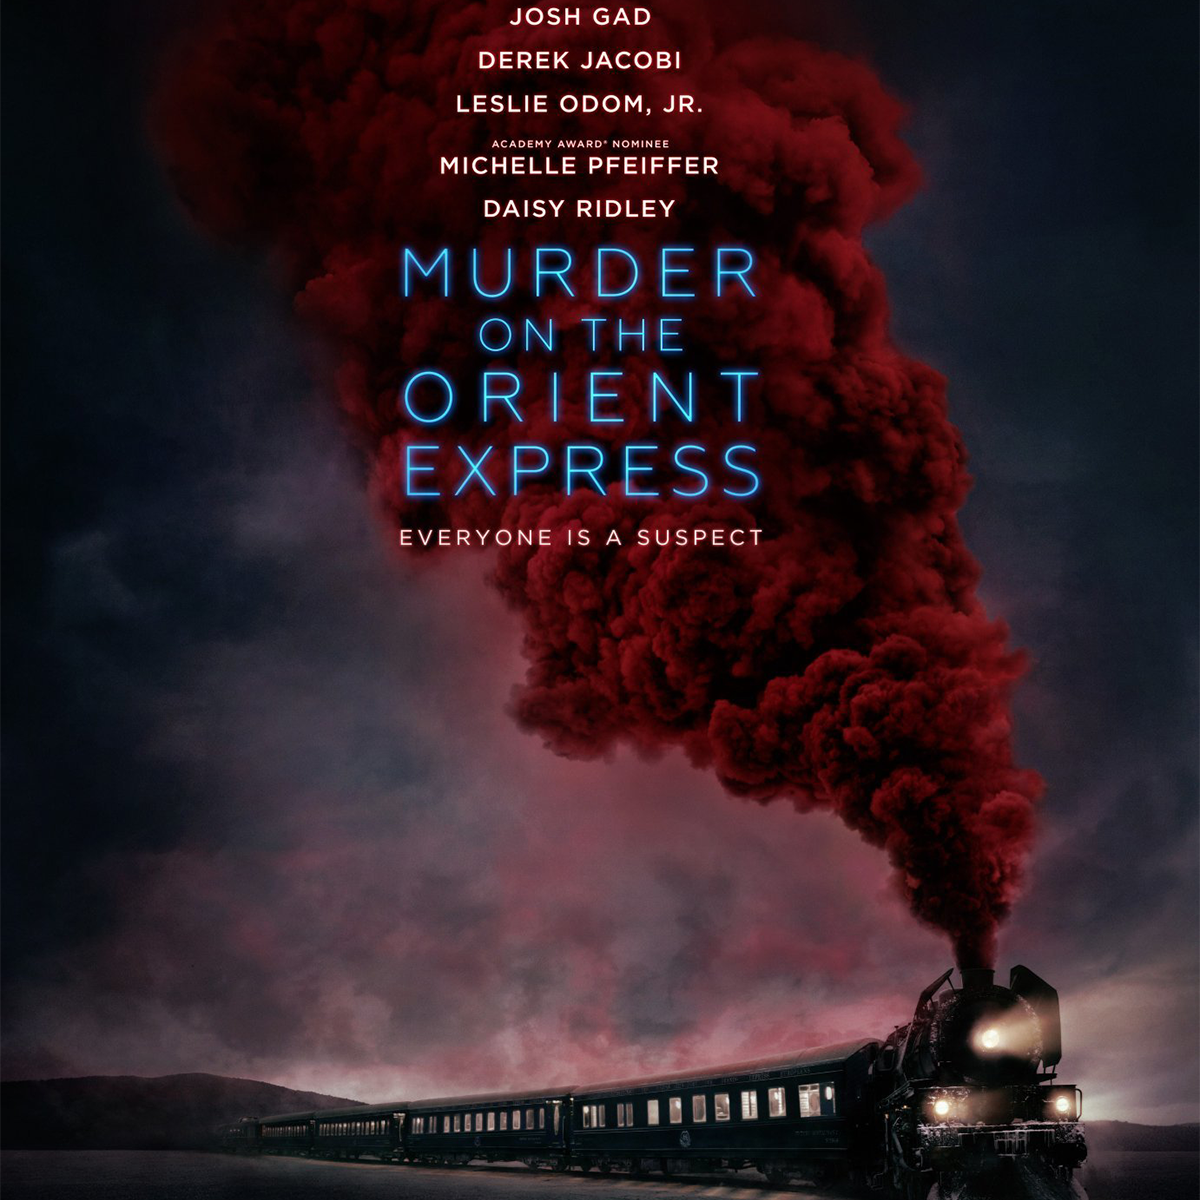 JOSH GAD
DEREK JACOBI
LESLIE ODOM, JR.
ACADEMY AWARD® NOMINEE
MICHELLE PFEIFFER
DAISY RIDLEY
MURDER
ON THE
ORIENT
EXPRESS
EVERYONE IS A SUSPECT